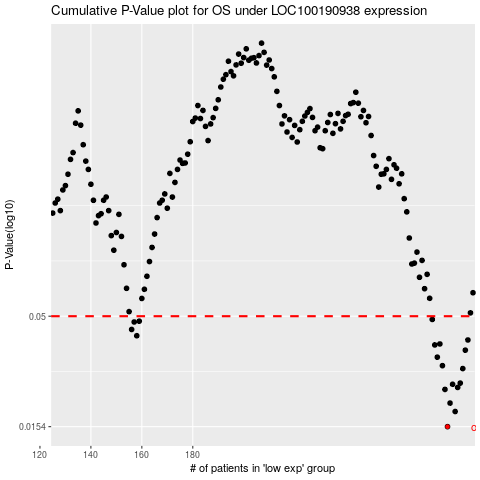 Cumulative P-Value plot for OS under LOC100190938 expression
P-Value(log10)
0.05
0.0154
120 140 160 180
# of patients in 'low exp' group